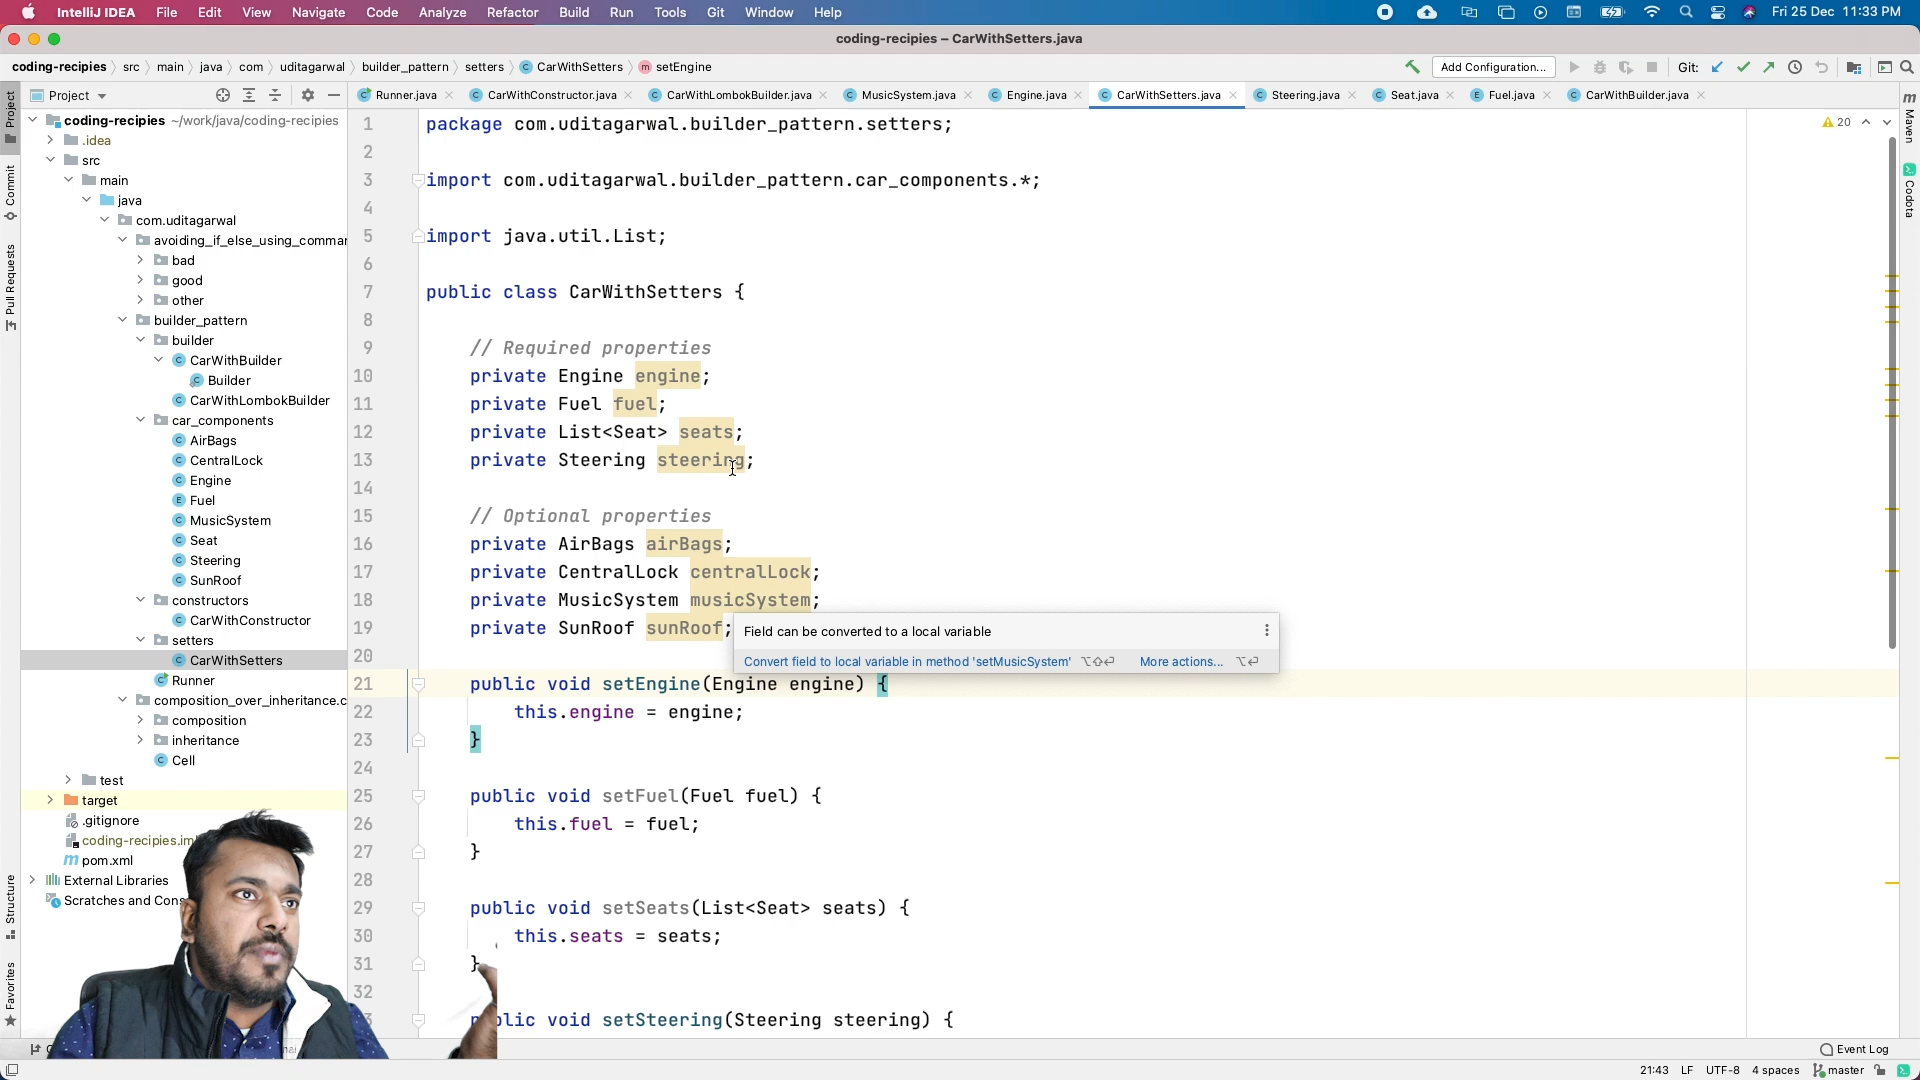 IntelliJ IDEA File Edit View Navigate Code Analyze Refactor Build Run Tools Git Window Help Fri 25 Dec 11:33 PM
coding-recipies – CarWithSetters.java
coding-recipies src main java com uditagarwal builder_pattern setters CarWithSetters setEngine Add Configuration... Git:
Project Runner.java CarWithConstructor.java CarWithLombokBuilder.java MusicSystem.java Engine.java CarWithSetters.java Steering.java Seat.java Fuel.java CarWithBuilder.java
Project
Commit
Pull Requests
Structure
Favorites
coding-recipies ~/work/java/coding-recipies
.idea
src
main
java
com.uditagarwal
avoiding_if_else_using_commar
bad
good
other
builder_pattern
builder
CarWithBuilder
Builder
CarWithLombokBuilder
car_components
AirBags
CentralLock
Engine
Fuel
MusicSystem
Seat
Steering
SunRoof
constructors
CarWithConstructor
setters
CarWithSetters
Runner
composition_over_inheritance.c
composition
inheritance
Cell
test
target
.gitignore
coding-recipies.iml
pom.xml
External Libraries
Scratches and Cons
1 package com.uditagarwal.builder_pattern.setters;
2
3 import com.uditagarwal.builder_pattern.car_components.*;
4
5 import java.util.List;
6
7 public class CarWithSetters {
8
9 // Required properties
10 private Engine engine;
11 private Fuel fuel;
12 private List<Seat> seats;
13 private Steering steering;
14
15 // Optional properties
16 private AirBags airBags;
17 private CentralLock centralLock;
18 private MusicSystem musicSystem;
19 private SunRoof sunRoof;
20
21 public void setEngine(Engine engine) {
22 this.engine = engine;
23 }
24
25 public void setFuel(Fuel fuel) {
26 this.fuel = fuel;
27 }
28
29 public void setSeats(List<Seat> seats) {
30 this.seats = seats;
31 }
32
public void setSteering(Steering steering) {
Field can be converted to a local variable
Convert field to local variable in method 'setMusicSystem' ⌥⇧⏎ More actions... ⌥⏎
20
Maven
Codota
Event Log
21:43 LF UTF-8 4 spaces master